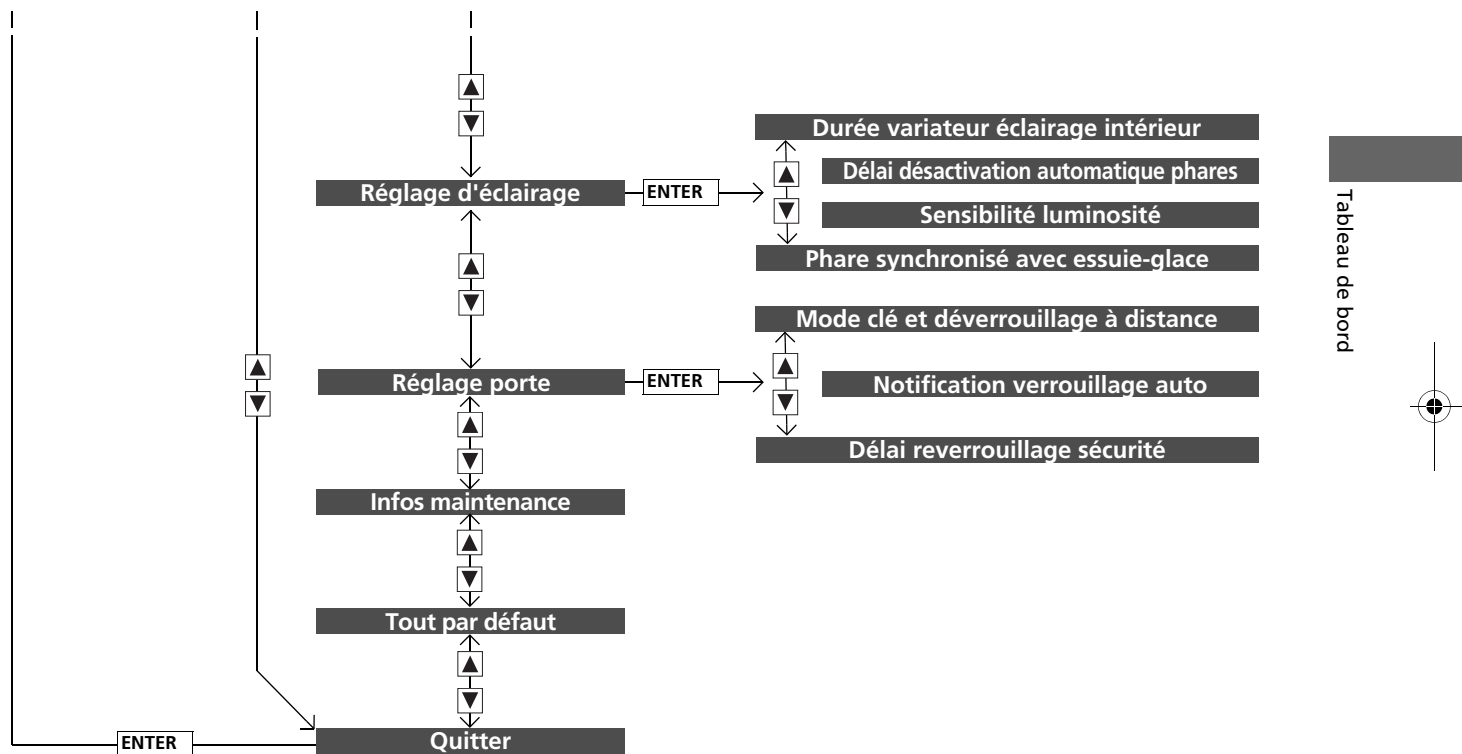 Durée variateur éclairage intérieur
Délai désactivation automatique phares
Réglage d'éclairage
ENTER
Sensibilité luminosité
Phare synchronisé avec essuie-glace
Mode clé et déverrouillage à distance
Réglage porte
ENTER
Notification verrouillage auto
Délai reverrouillage sécurité
Infos maintenance
Tout par défaut
ENTER
Quitter
Tableau de bord